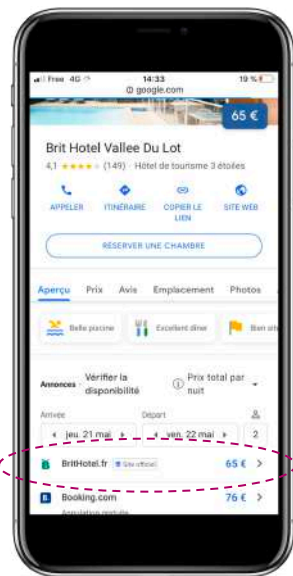 Free 4G 14:33 19 %
google.com
65 €
Brit Hotel Vallee Du Lot
4,1 ★★★★★ (149) · Hôtel de tourisme 3 étoiles
APPELER ITINÉRAIRE COPIER LE LIEN SITE WEB
RÉSERVER UNE CHAMBRE
Aperçu Prix Avis Emplacement Photos
Belle piscine Excellent dîner Bien
Annonces · Vérifier la disponibilité Prix total par nuit
Arrivée Départ
jeu. 21 mai ven. 22 mai 2
BritHotel.fr Site officiel 65 €
B. Booking.com 76 €
Annulation gratuite